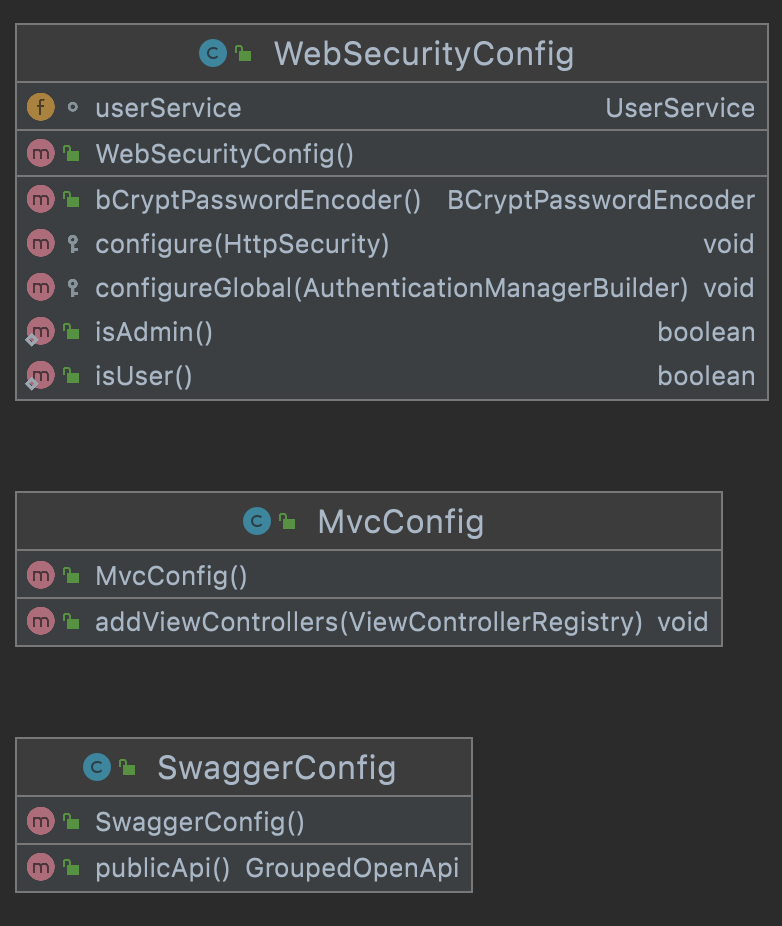 C WebSecurityConfig
f userService UserService
m WebSecurityConfig()
m bCryptPasswordEncoder() BCryptPasswordEncoder
m configure(HttpSecurity) void
m configureGlobal(AuthenticationManagerBuilder) void
m isAdmin() boolean
m isUser() boolean
C MvcConfig
m MvcConfig()
m addViewControllers(ViewControllerRegistry) void
C SwaggerConfig
m SwaggerConfig()
m publicApi() GroupedOpenApi